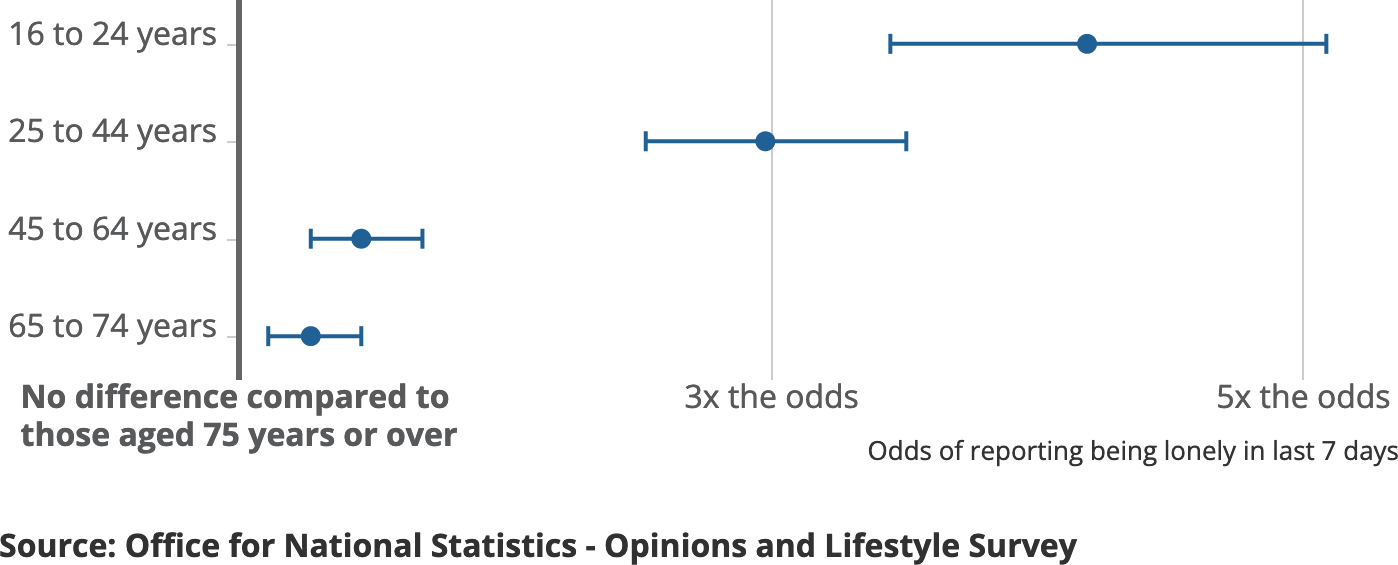 16 to 24 years
25 to 44 years
45 to 64 years
65 to 74 years
No difference compared to
those aged 75 years or over
3x the odds
5x the odds
Odds of reporting being lonely in last 7 days
Source: Office for National Statistics - Opinions and Lifestyle Survey